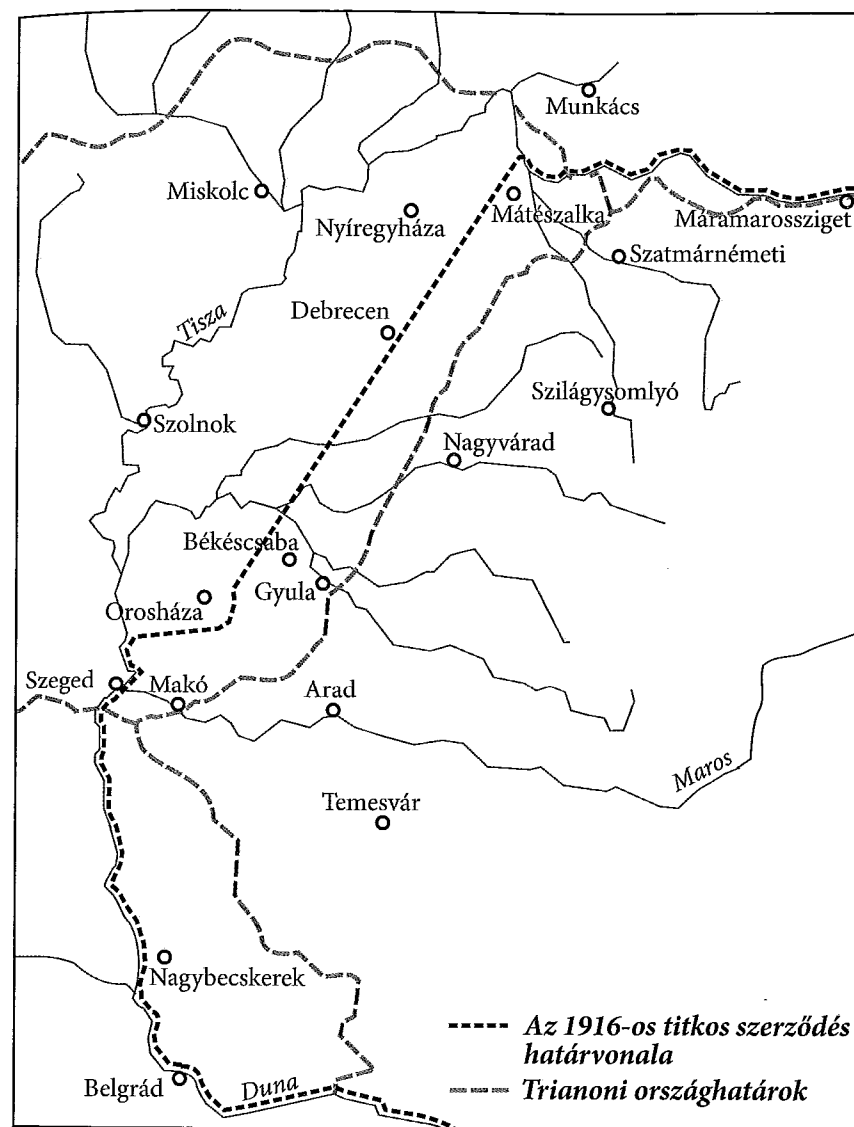 Munkács
Miskolc
Nyíregyháza
Mátészalka
Máramarossziget
Szatmárnémeti
Tisza
Debrecen
Szilágysomlyó
Szolnok
Nagyvárad
Békéscsaba
Gyula
Orosháza
Szeged
Makó
Arad
Maros
Temesvár
Nagybecskerek
Belgrád
Duna
Az 1916-os titkos szerződés
határvonala
Trianoni országhatárok